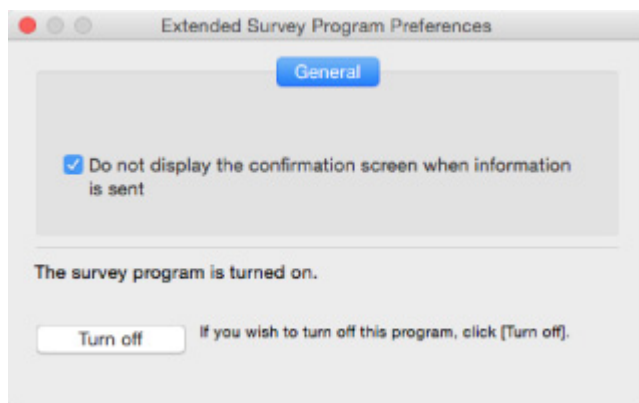 Extended Survey Program Preferences
General
Do not display the confirmation screen when information
is sent
The survey program is turned on.
Turn off
If you wish to turn off this program, click [Turn off].